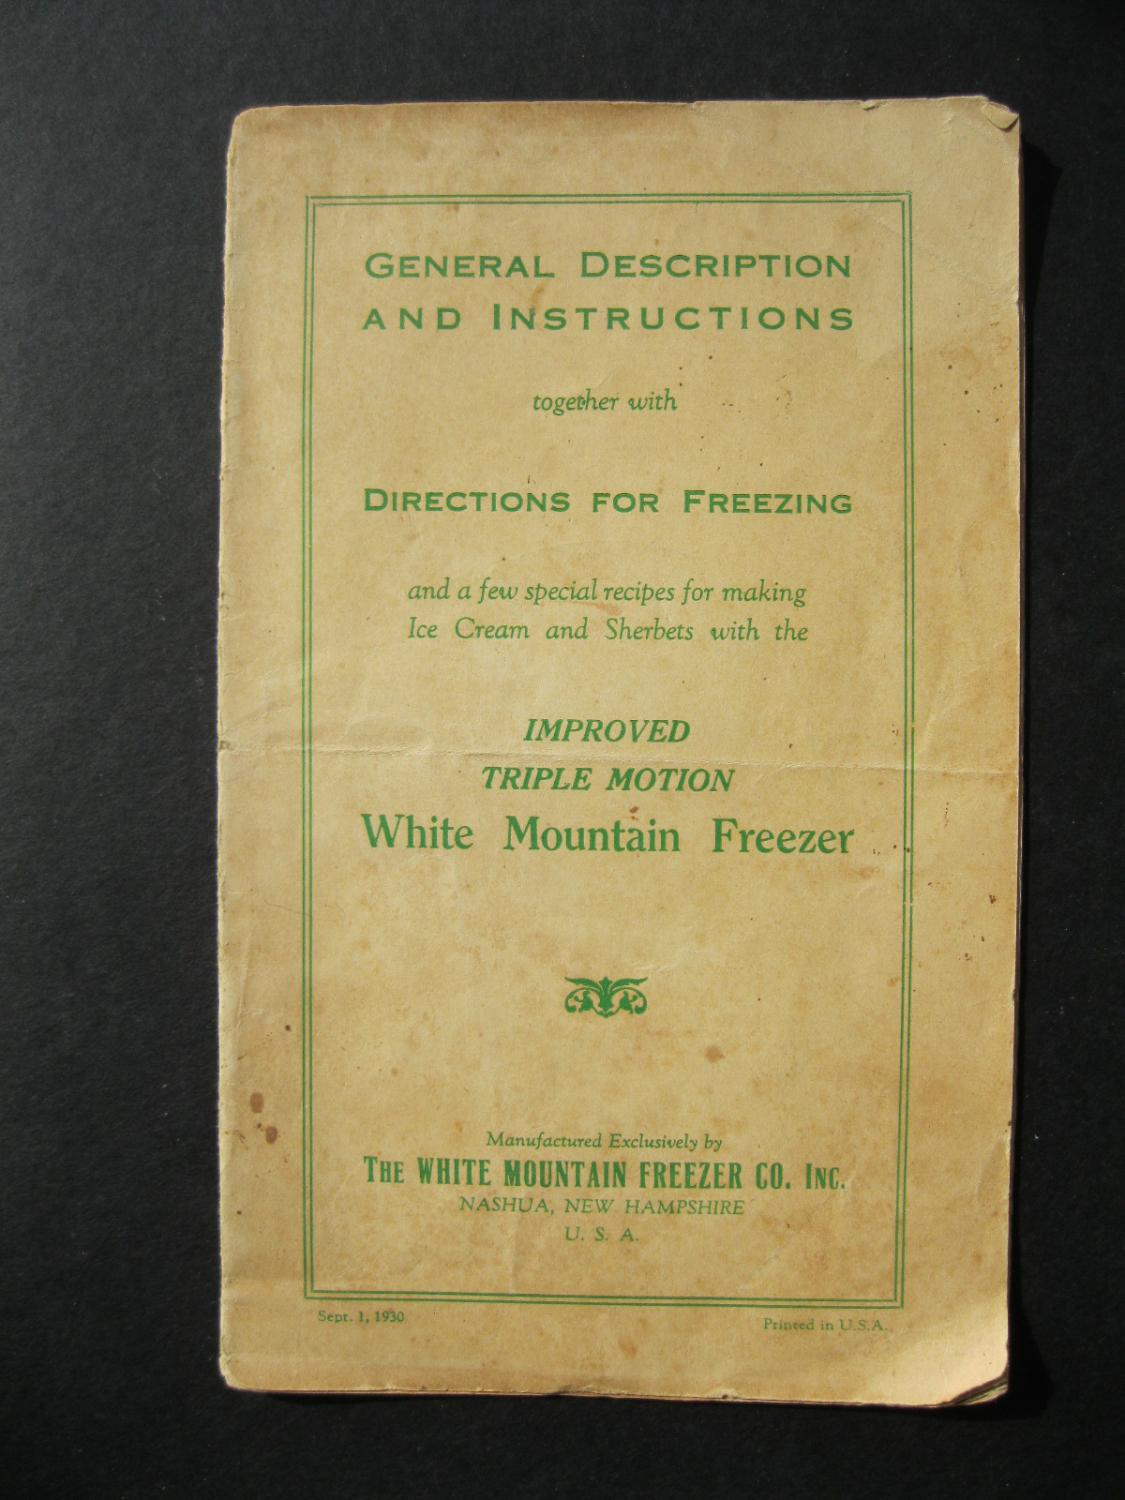 GENERAL DESCRIPTION
AND INSTRUCTIONS
together with
DIRECTIONS FOR FREEZING
and a few special recipes for making
Ice Cream and Sherbets with the
IMPROVED
TRIPLE MOTION
White Mountain Freezer
Manufactured Exclusively by
THE WHITE MOUNTAIN FREEZER CO. INC.
NASHUA, NEW HAMPSHIRE
U. S. A.
Sept. 1, 1930
Printed in U.S.A.